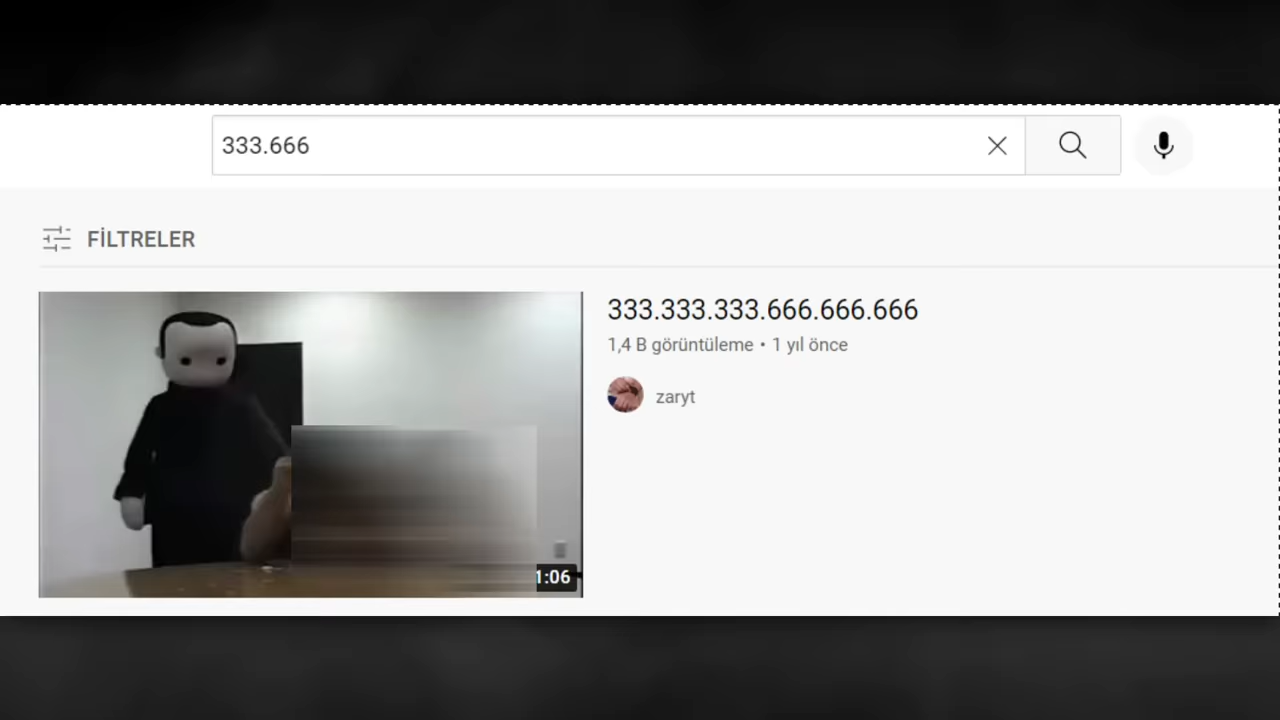 333.666
FİLTRELER
333.333.333.666.666.666
1,4 B görüntüleme • 1 yıl önce
zaryt
1:06